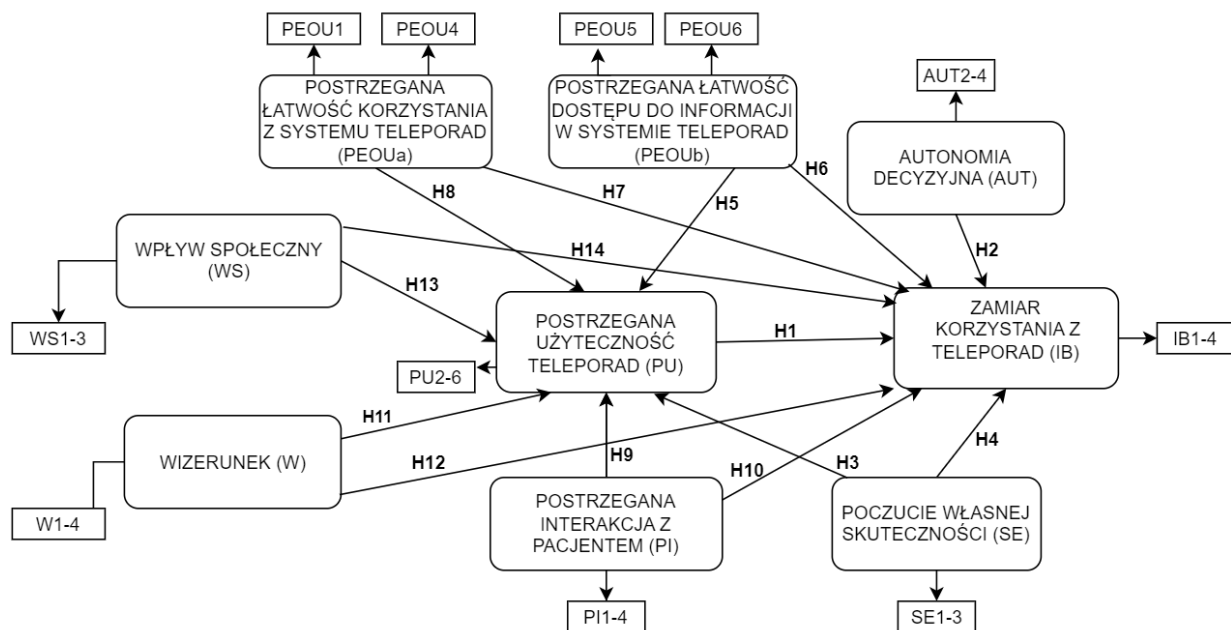 PEOU1
PEOU4
PEOU5
PEOU6
AUT2-4
POSTRZEGANA
ŁATWOŚĆ KORZYSTANIA
Z SYSTEMU TELEPORAD
(PEOUa)
POSTRZEGANA ŁATWOŚĆ
DOSTĘPU DO INFORMACJI
W SYSTEMIE TELEPORAD
(PEOUb)
AUTONOMIA
DECYZYJNA (AUT)
H8
H7
H5
H6
H2
WPŁYW SPOŁECZNY
(WS)
H14
H13
WS1-3
POSTRZEGANA
UŻYTECZNOŚĆ
TELEPORAD (PU)
H1
ZAMIAR
KORZYSTANIA Z
TELEPORAD (IB)
IB1-4
PU2-6
H11
H12
H9
H10
H3
H4
WIZERUNEK (W)
W1-4
POSTRZEGANA
INTERAKCJA Z
PACJENTEM (PI)
POCZUCIE WŁASNEJ
SKUTECZNOŚCI (SE)
PI1-4
SE1-3